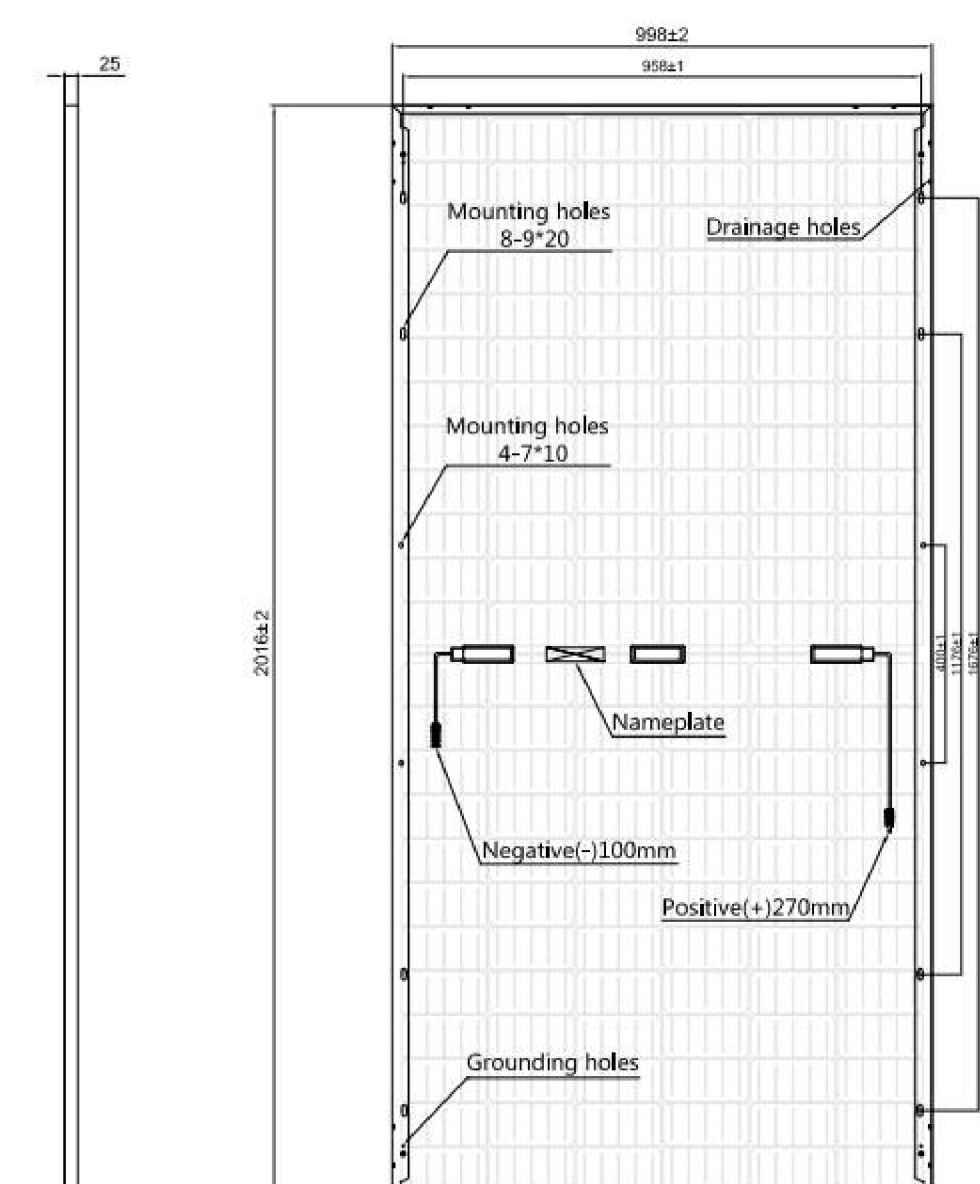 998±2
958±1
25
Mounting holes
8-9*20
Drainage holes
Mounting holes
4-7*10
2016±2
400±1
1176±1
1676±1
Nameplate
Negative(-)100mm
Positive(+)270mm
Grounding holes